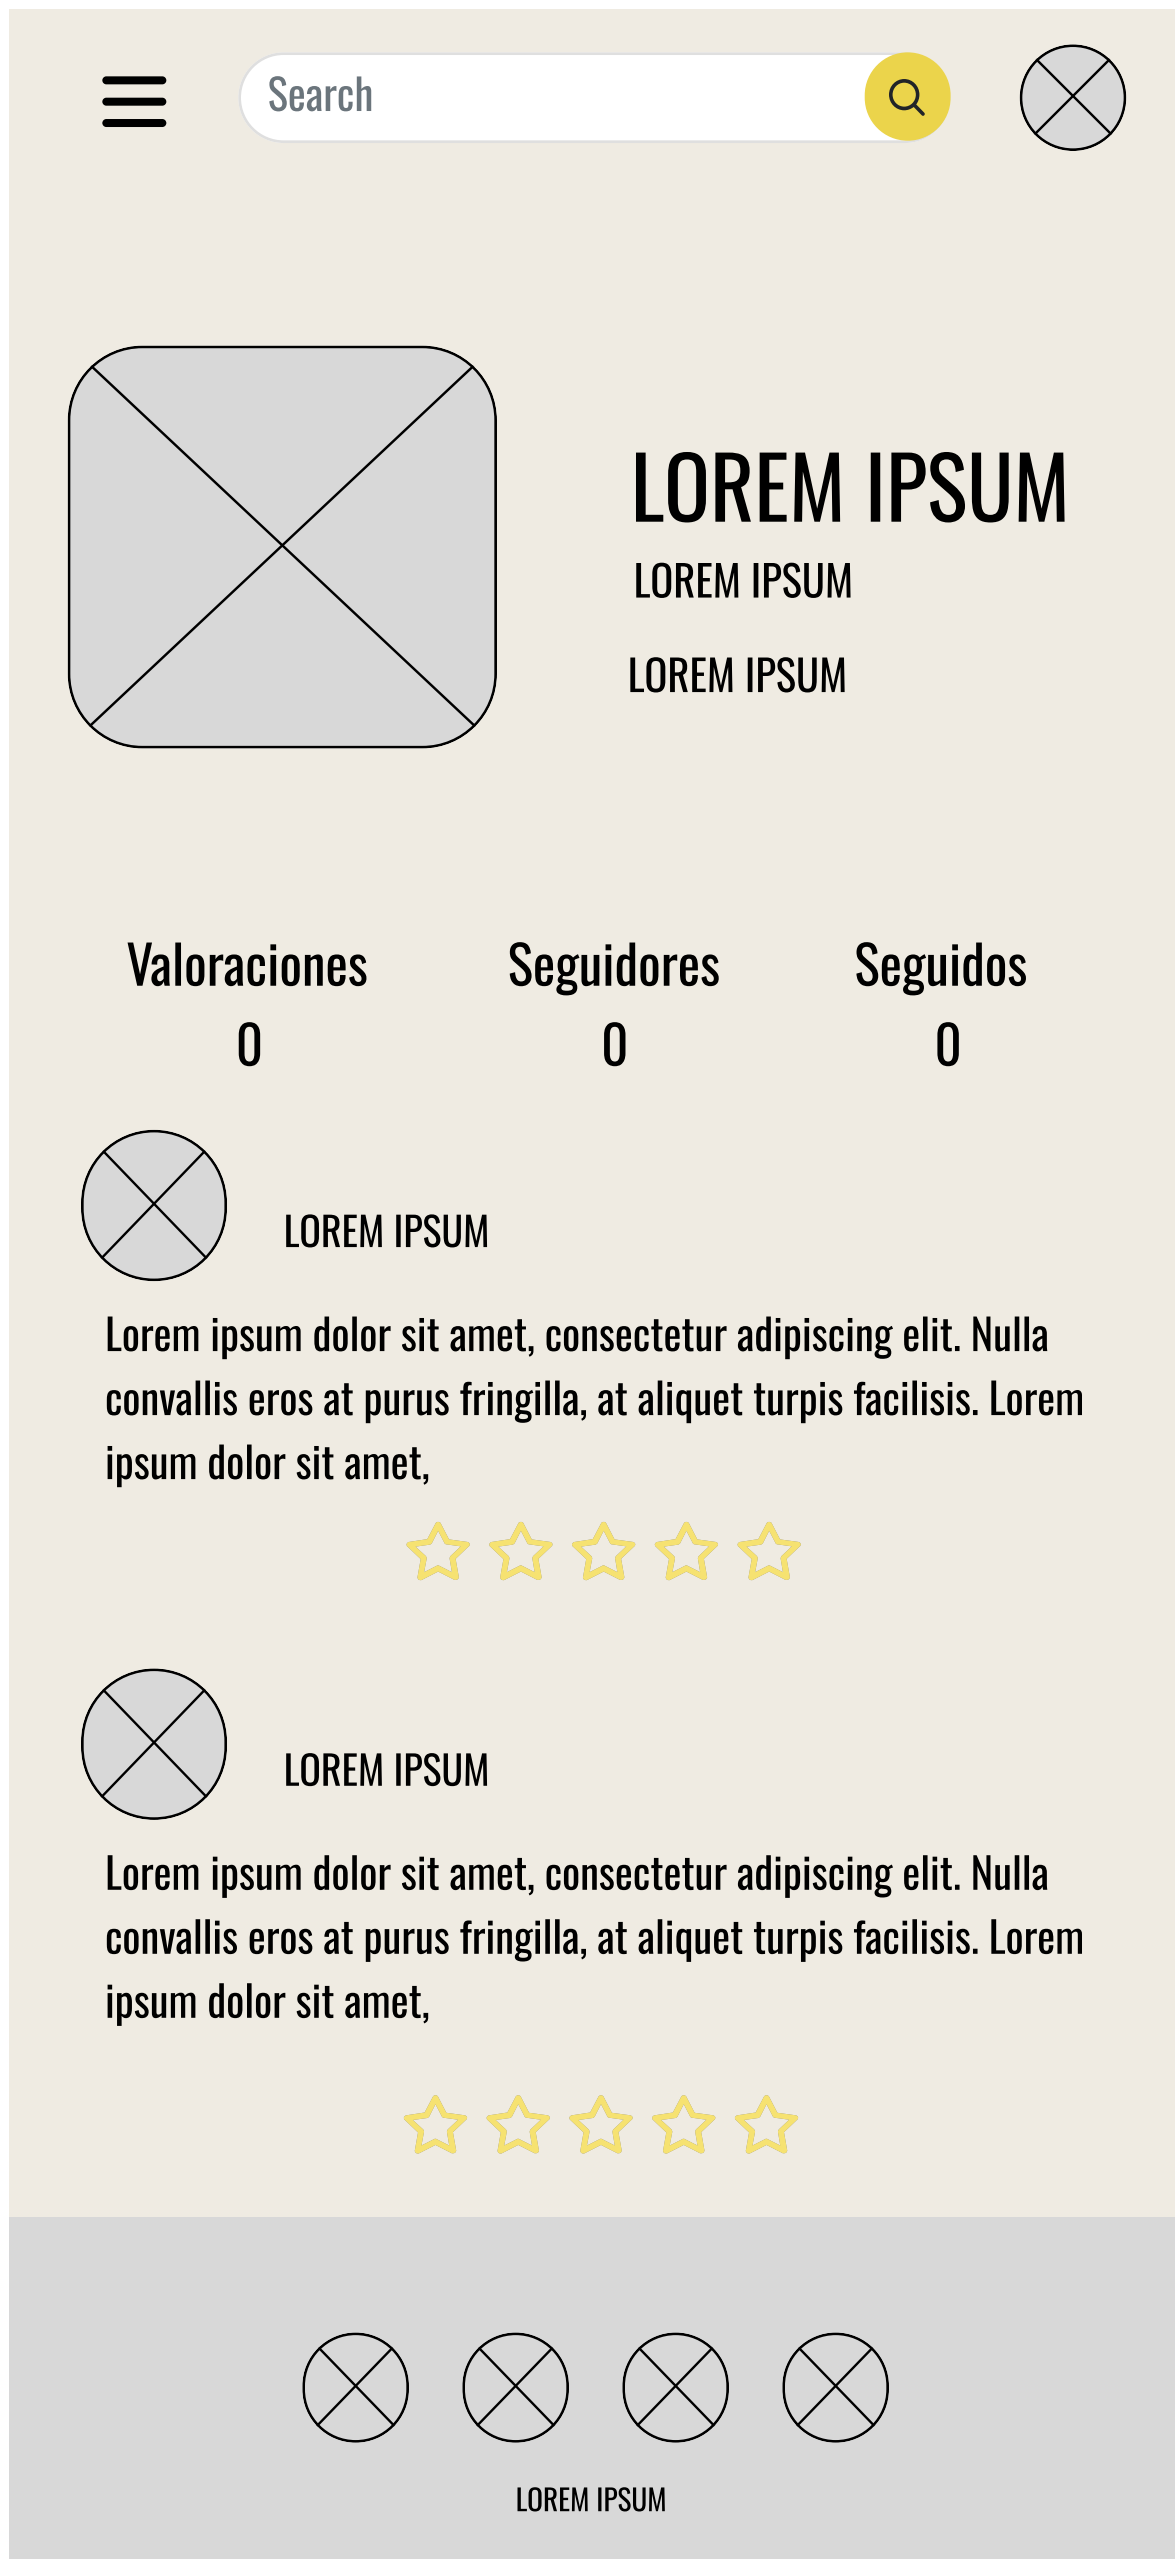 Search
LOREM IPSUM
LOREM IPSUM
LOREM IPSUM
Valoraciones Seguidores Seguidos
0 0 0
LOREM IPSUM
Lorem ipsum dolor sit amet, consectetur adipiscing elit. Nulla
convallis eros at purus fringilla, at aliquet turpis facilisis. Lorem
ipsum dolor sit amet,
LOREM IPSUM
Lorem ipsum dolor sit amet, consectetur adipiscing elit. Nulla
convallis eros at purus fringilla, at aliquet turpis facilisis. Lorem
ipsum dolor sit amet,
LOREM IPSUM